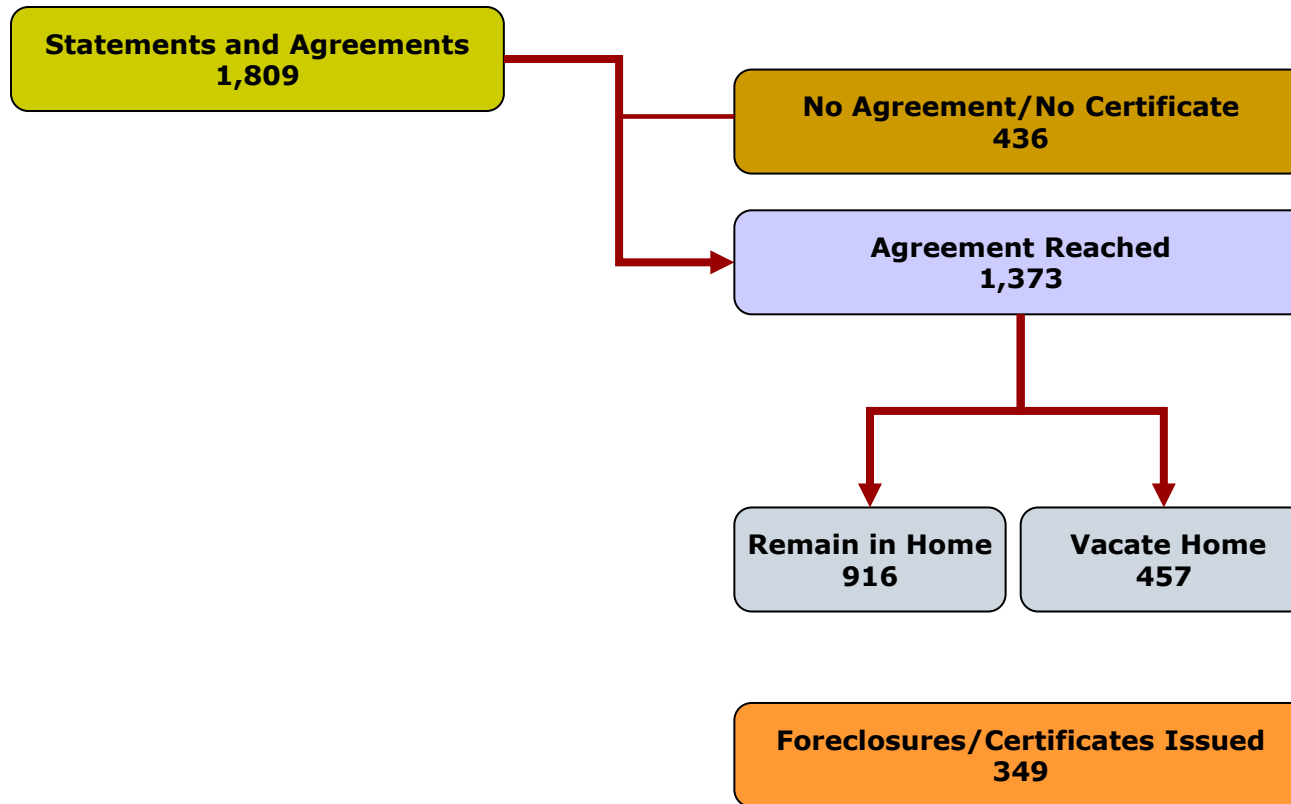 Statements and Agreements
1,809
No Agreement/No Certificate
436
Agreement Reached
1,373
Remain in Home
916
Vacate Home
457
Foreclosures/Certificates Issued
349